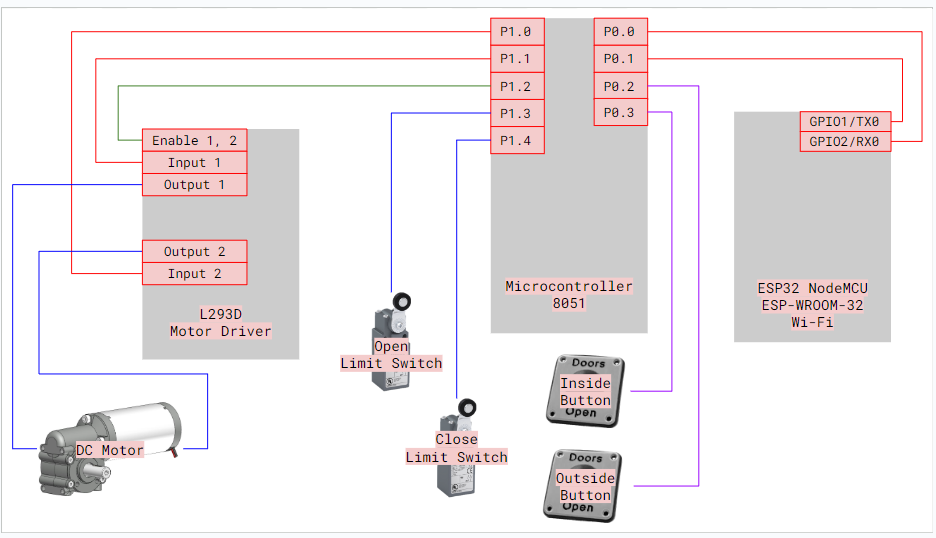 P1.0
P1.1
P1.2
P1.3
P1.4
P0.0
P0.1
P0.2
P0.3
GPIO1/TX0
GPIO2/RX0
Enable 1, 2
Input 1
Output 1
Output 2
Input 2
L293D
Motor Driver
Microcontroller
8051
ESP32 NodeMCU
ESP-WROOM-32
Wi-Fi
Open
Limit Switch
Close
Limit Switch
DC Motor
Doors
Inside
Button
Open
Doors
Outside
Button
Open